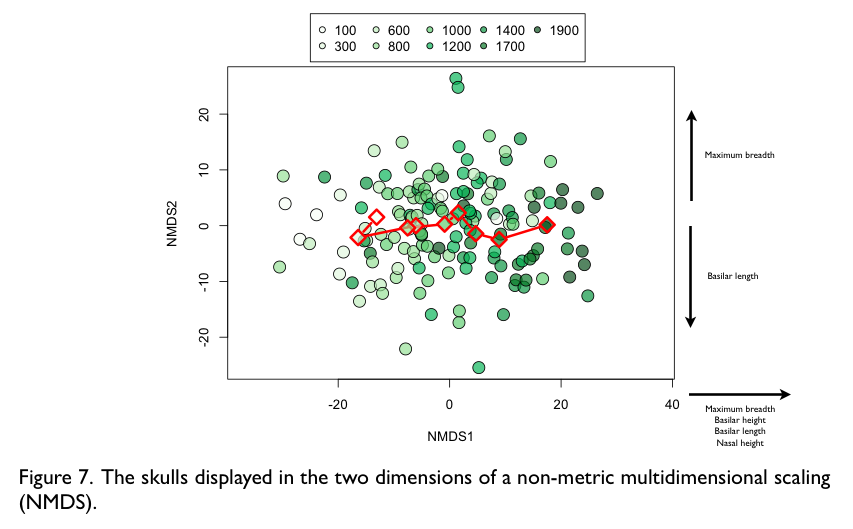 100 600 1000 1400 1900
300 800 1200 1700
20
10
0
-10
-20
NMDS2
-20 0 20 40
NMDS1
Maximum breadth
Basilar length
Maximum breadth
Basilar height
Basilar length
Nasal height
Figure 7. The skulls displayed in the two dimensions of a non-metric multidimensional scaling
(NMDS).